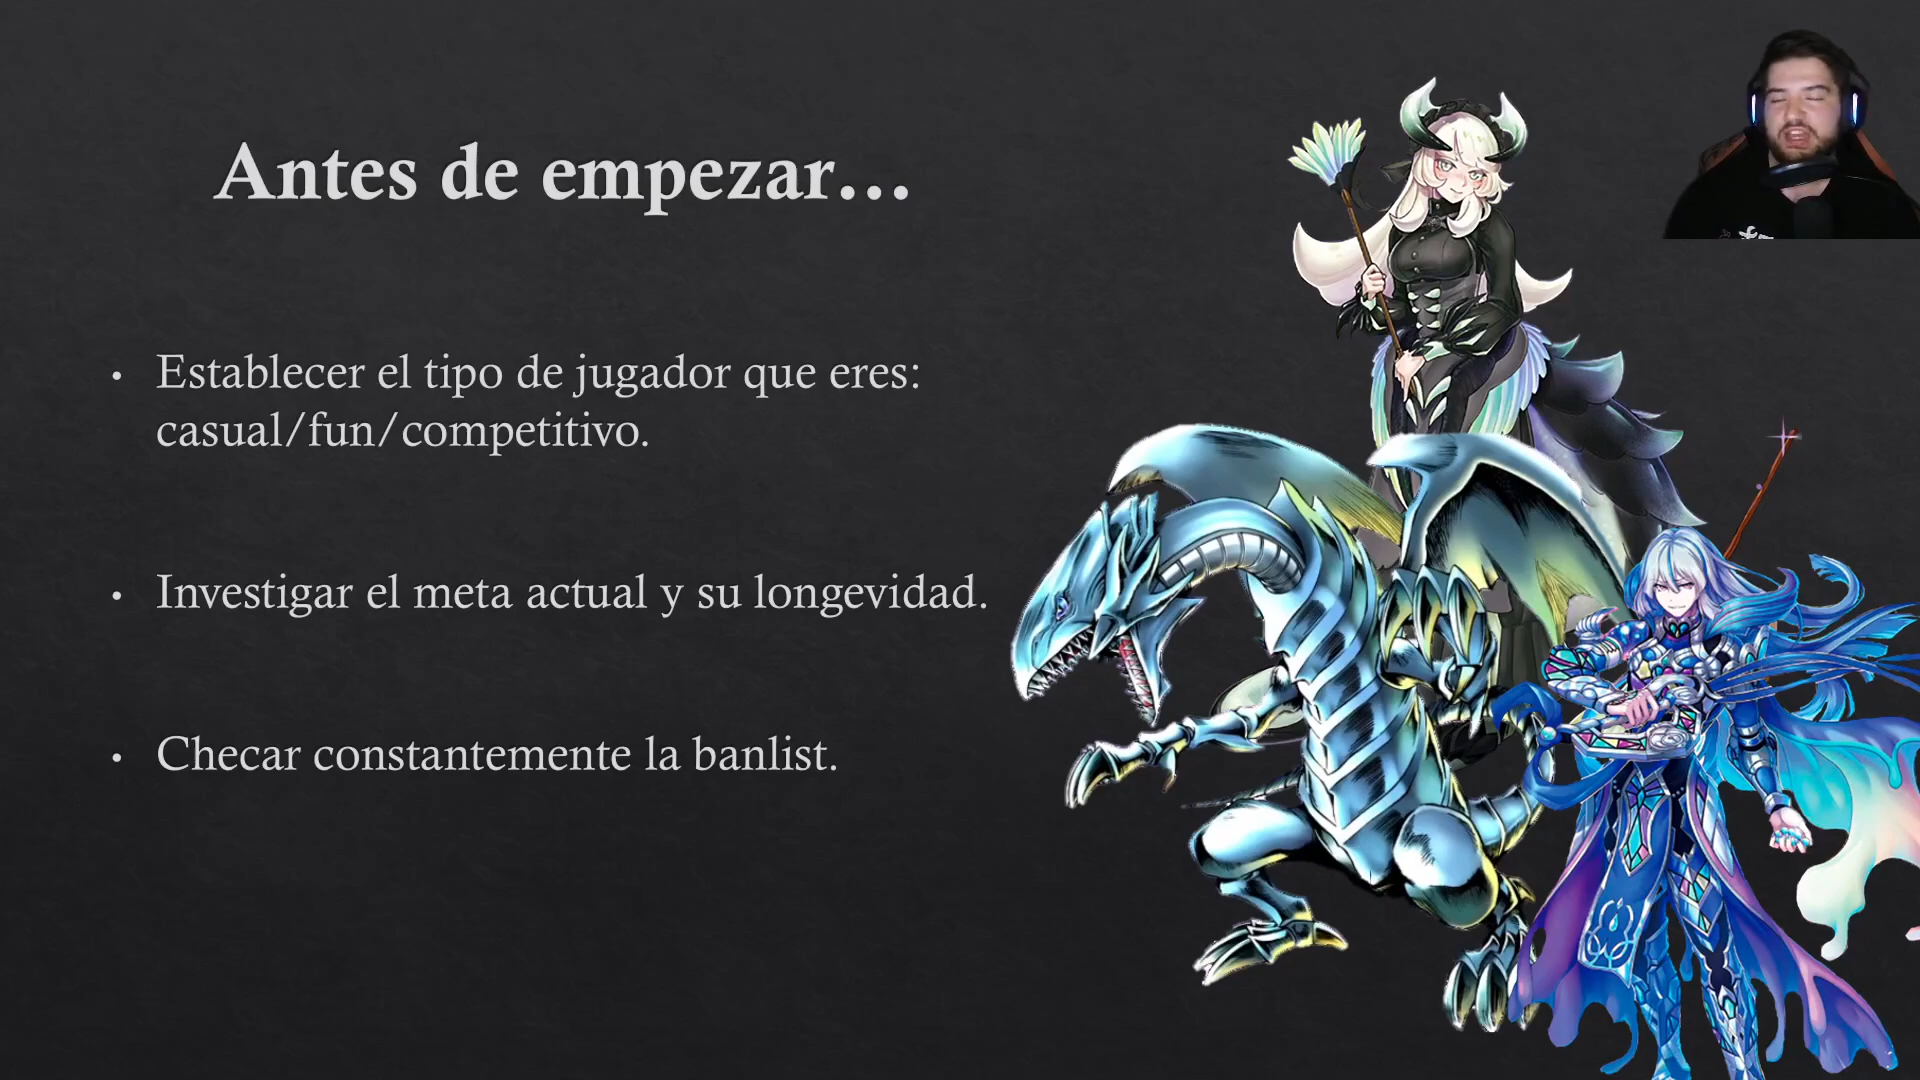 Antes de empezar...
• Establecer el tipo de jugador que eres:
casual/fun/competitivo.
• Investigar el meta actual y su longevidad.
• Checar constantemente la banlist.